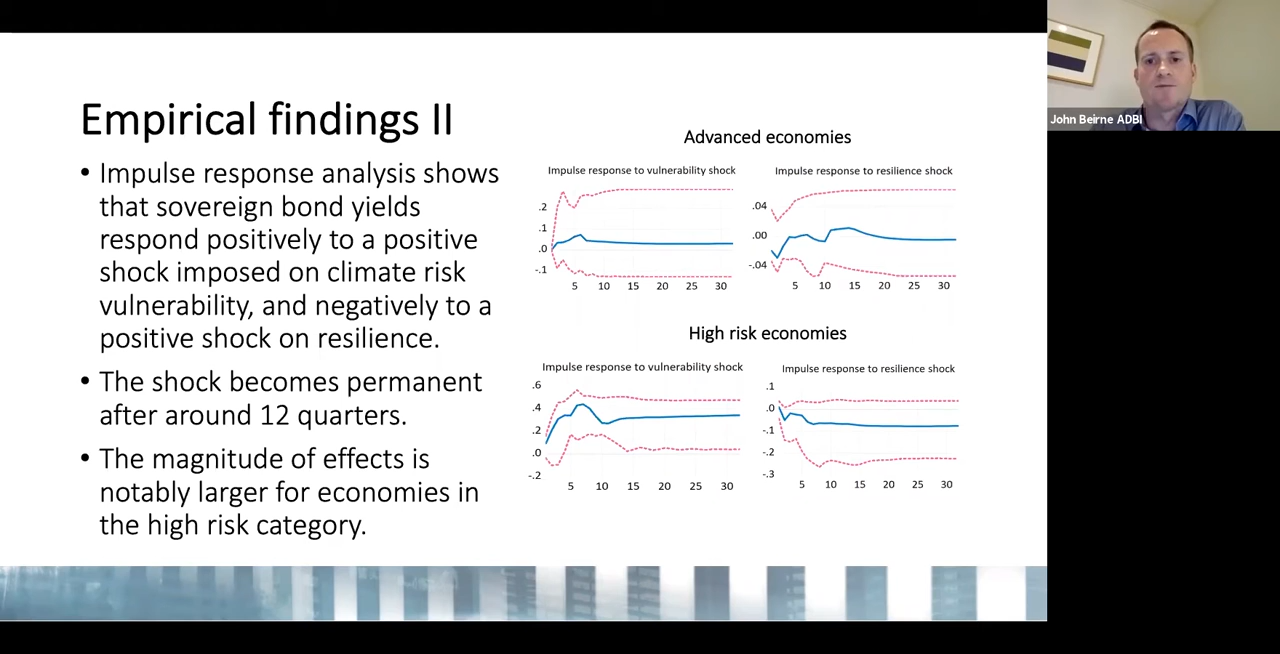 Empirical findings II
• Impulse response analysis shows
that sovereign bond yields
respond positively to a positive
shock imposed on climate risk
vulnerability, and negatively to a
positive shock on resilience.
• The shock becomes permanent
after around 12 quarters.
• The magnitude of effects is
notably larger for economies in
the high risk category.
Advanced economies
Impulse response to vulnerability shock
.2
.1
.0
-.1
5 10 15 20 25 30
Impulse response to resilience shock
.04
.00
-.04
5 10 15 20 25 30
High risk economies
Impulse response to vulnerability shock
.6
.4
.2
.0
-.2
5 10 15 20 25 30
Impulse response to resilience shock
.1
.0
-.1
-.2
-.3
5 10 15 20 25 30
John Beirne ADBI